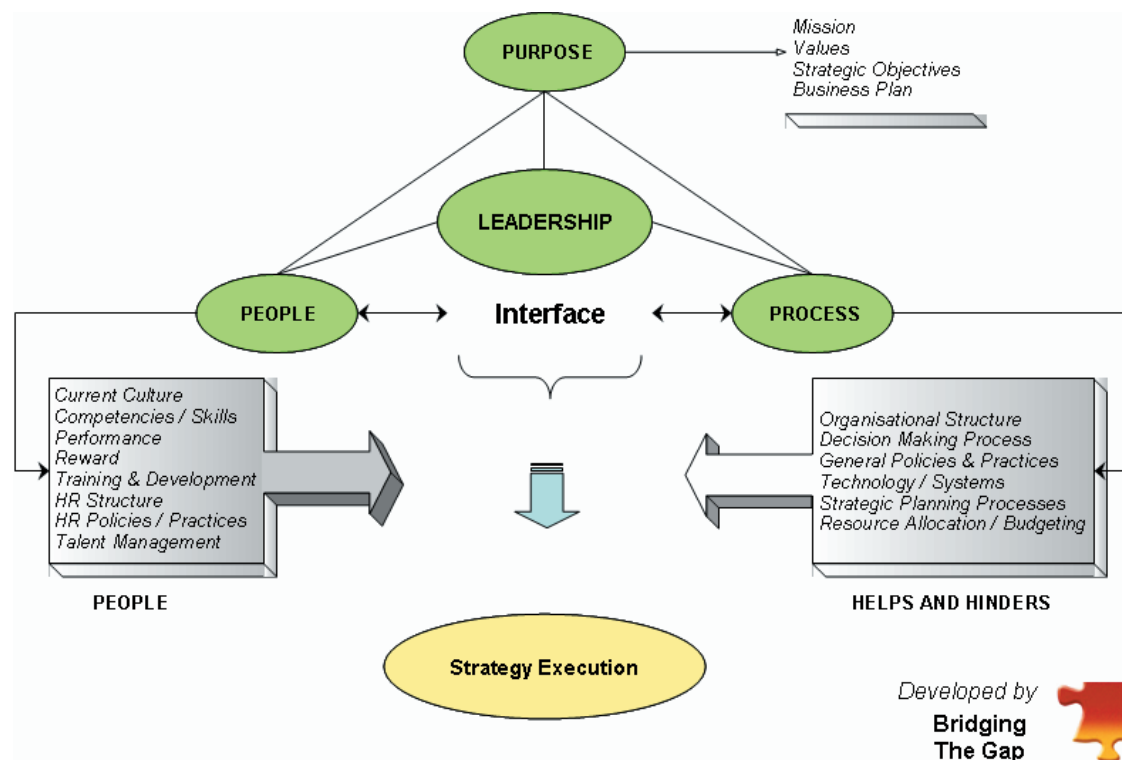 PURPOSE
Mission
Values
Strategic Objectives
Business Plan
LEADERSHIP
PEOPLE
Interface
PROCESS
Current Culture
Competencies / Skills
Performance
Reward
Training & Development
HR Structure
HR Policies / Practices
Talent Management
PEOPLE
Organisational Structure
Decision Making Process
General Policies & Practices
Technology / Systems
Strategic Planning Processes
Resource Allocation / Budgeting
HELPS AND HINDERS
Strategy Execution
Developed by
Bridging
The Gap